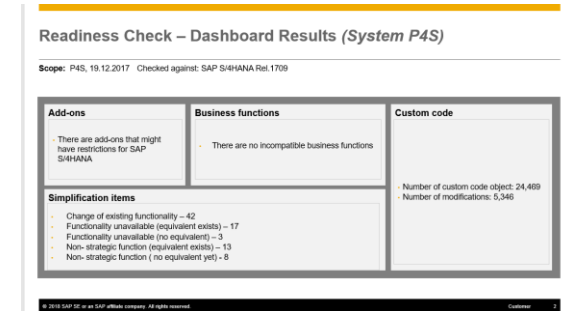 Readiness Check – Dashboard Results (System P4S)
Scope: P4S, 19.12.2017 Checked against: SAP S/4HANA Rel.1709
Add-ons
- There are add-ons that might
have restrictions for SAP
S/4HANA
Business functions
- There are no incompatible business functions
Custom code
- Number of custom code object: 24,469
- Number of modifications: 5,346
Simplification items
- Change of existing functionality – 42
- Functionality unavailable (equivalent exists) – 17
- Functionality unavailable (no equivalent) – 3
- Non- strategic function (equivalent exists) – 13
- Non- strategic function ( no equivalent yet) - 8
© 2018 SAP SE or an SAP affiliate company. All rights reserved.
Customer 2